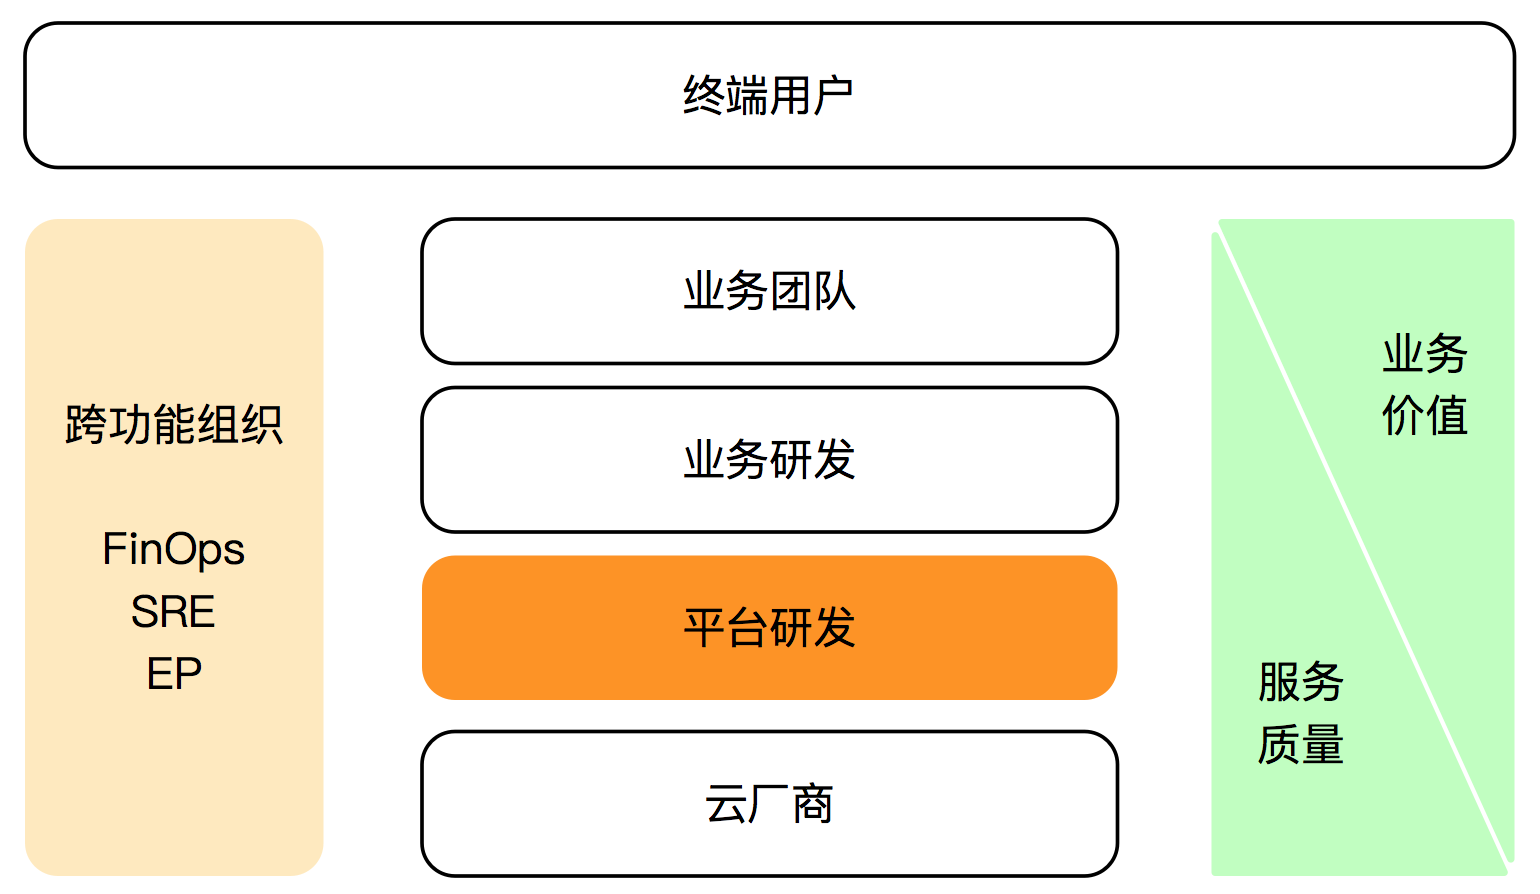 终端用户
跨功能组织
FinOps
SRE
EP
业务团队
业务研发
平台研发
云厂商
业务
价值
服务
质量